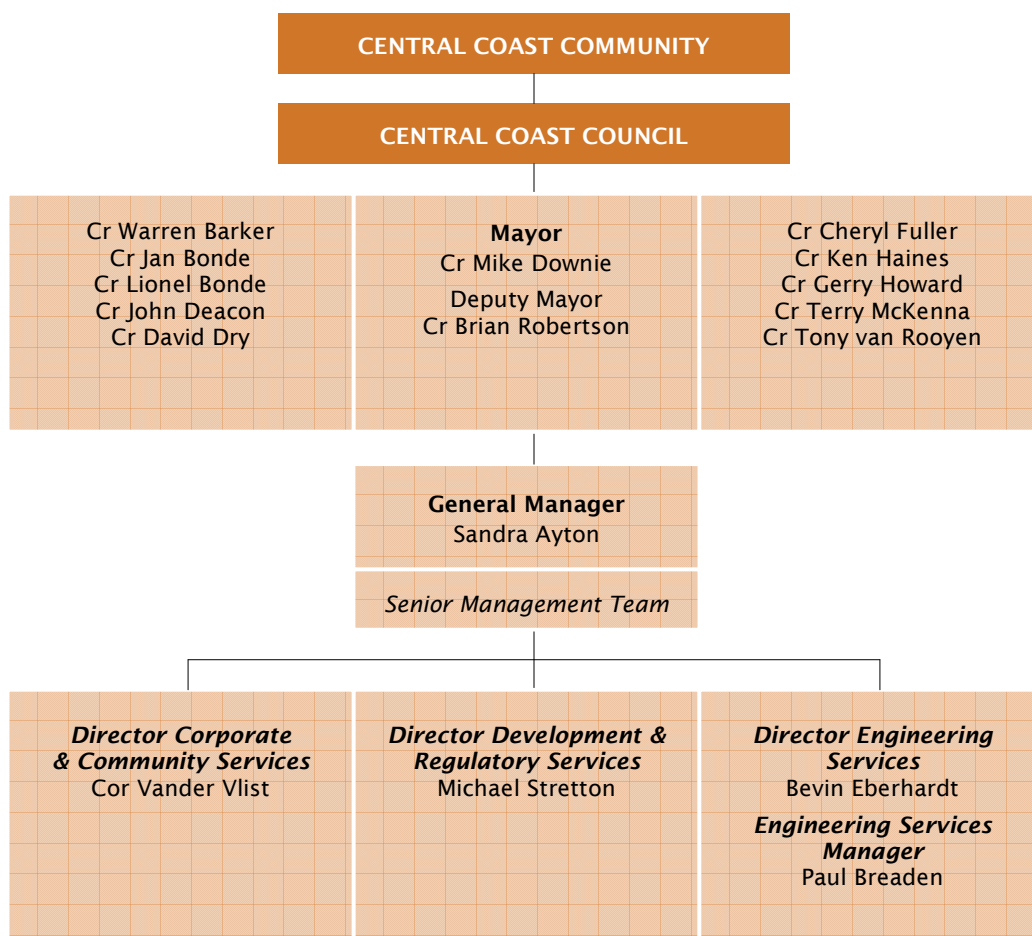 CENTRAL COAST COMMUNITY
CENTRAL COAST COUNCIL
Cr Warren Barker
Cr Jan Bonde
Cr Lionel Bonde
Cr John Deacon
Cr David Dry
Mayor
Cr Mike Downie
Deputy Mayor
Cr Brian Robertson
Cr Cheryl Fuller
Cr Ken Haines
Cr Gerry Howard
Cr Terry McKenna
Cr Tony van Rooyen
General Manager
Sandra Ayton
Senior Management Team
Director Corporate
& Community Services
Cor Vander Vlist
Director Development &
Regulatory Services
Michael Stretton
Director Engineering
Services
Bevin Eberhardt
Engineering Services
Manager
Paul Breaden